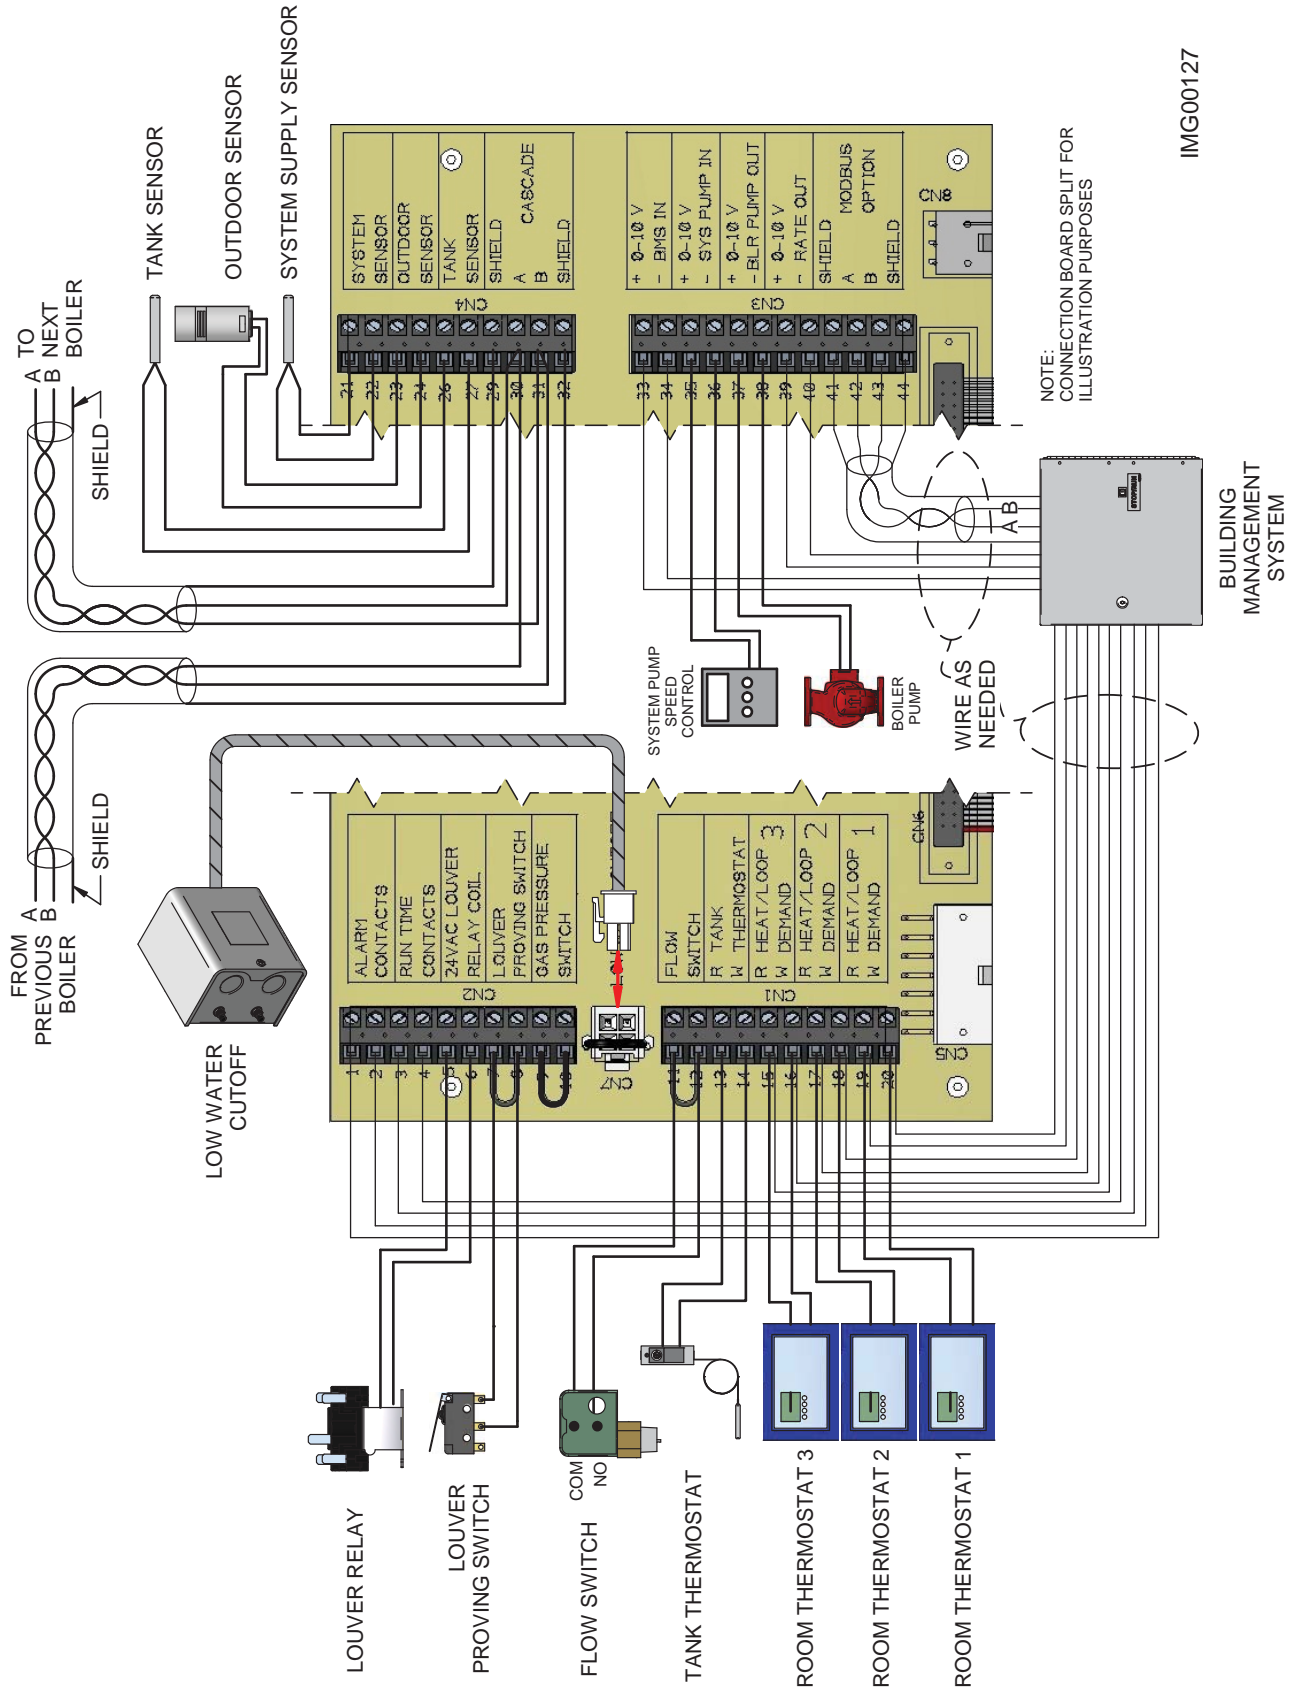 FROM
PREVIOUS
BOILER
A
B
SHIELD
A
B
TO
NEXT
BOILER
SHIELD
TANK SENSOR
OUTDOOR SENSOR
SYSTEM SUPPLY SENSOR
LOW WATER
CUTOFF
LOUVER RELAY
LOUVER
PROVING SWITCH
FLOW SWITCH
COM
NO
TANK THERMOSTAT
ROOM THERMOSTAT 3
ROOM THERMOSTAT 2
ROOM THERMOSTAT 1
ALARM
CONTACTS
RUN TIME
CONTACTS
24VAC LOUVER
RELAY COIL
LOUVER
PROVING SWITCH
GAS PRESSURE
SWITCH
CN2
1
2
3
4
5
6
7
8
9
10
CN7
FLOW
SWITCH
R TANK
W THERMOSTAT
R HEAT/LOOP 3
W DEMAND
R HEAT/LOOP 2
W DEMAND
R HEAT/LOOP 1
W DEMAND
CN1
11
12
13
14
15
16
17
18
19
20
CN5
CN6
SYSTEM
SENSOR
OUTDOOR
SENSOR
TANK
SENSOR
SHIELD
A
CASCADE
B
SHIELD
CN4
21
22
23
24
26
27
29
30
31
32
+ 0-10 V
- BMS IN
+ 0-10 V
- SYS PUMP IN
+ 0-10 V
- BLR PUMP OUT
+ 0-10 V
- RATE OUT
SHIELD
A MODBUS
B OPTION
SHIELD
CN3
33
34
35
36
37
38
39
40
41
42
43
44
CN8
SYSTEM PUMP
SPEED
CONTROL
BOILER
PUMP
WIRE AS
NEEDED
A
B
NOTE:
CONNECTION BOARD SPLIT FOR
ILLUSTRATION PURPOSES
BUILDING
MANAGEMENT
SYSTEM
IMG00127